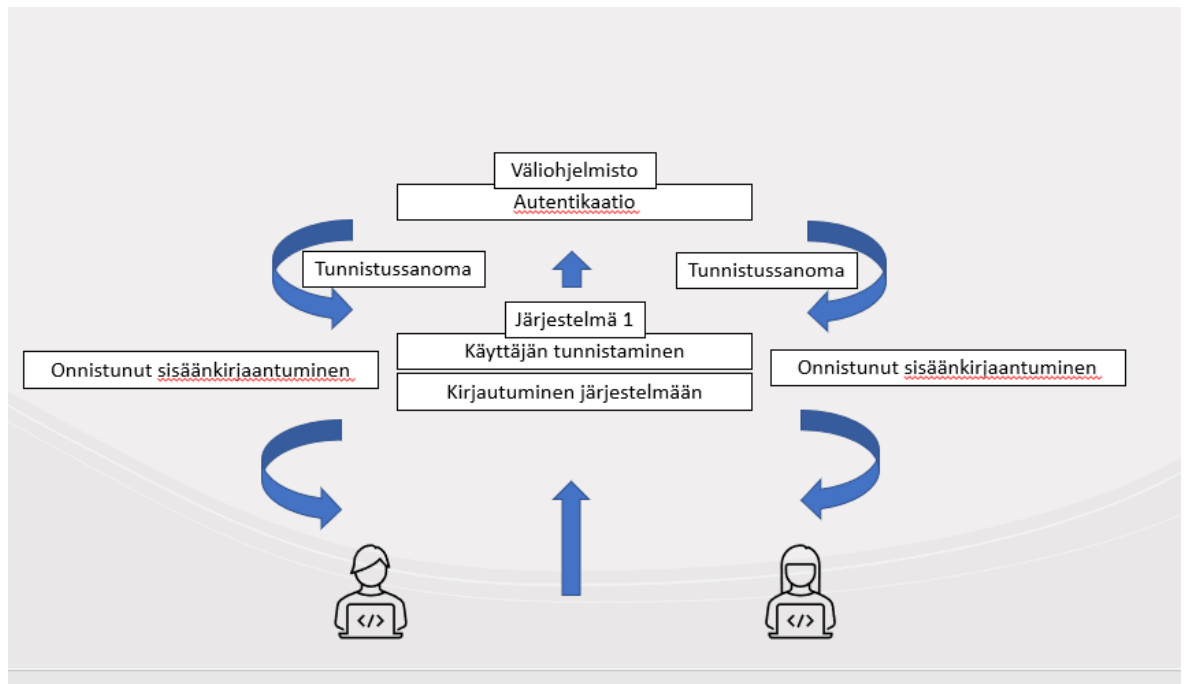 Väliohjelmisto
Autentikaatio
Tunnistussanoma
Tunnistussanoma
Järjestelmä 1
Käyttäjän tunnistaminen
Onnistunut sisäänkirjaantuminen
Onnistunut sisäänkirjaantuminen
Kirjautuminen järjestelmään
</>
</>